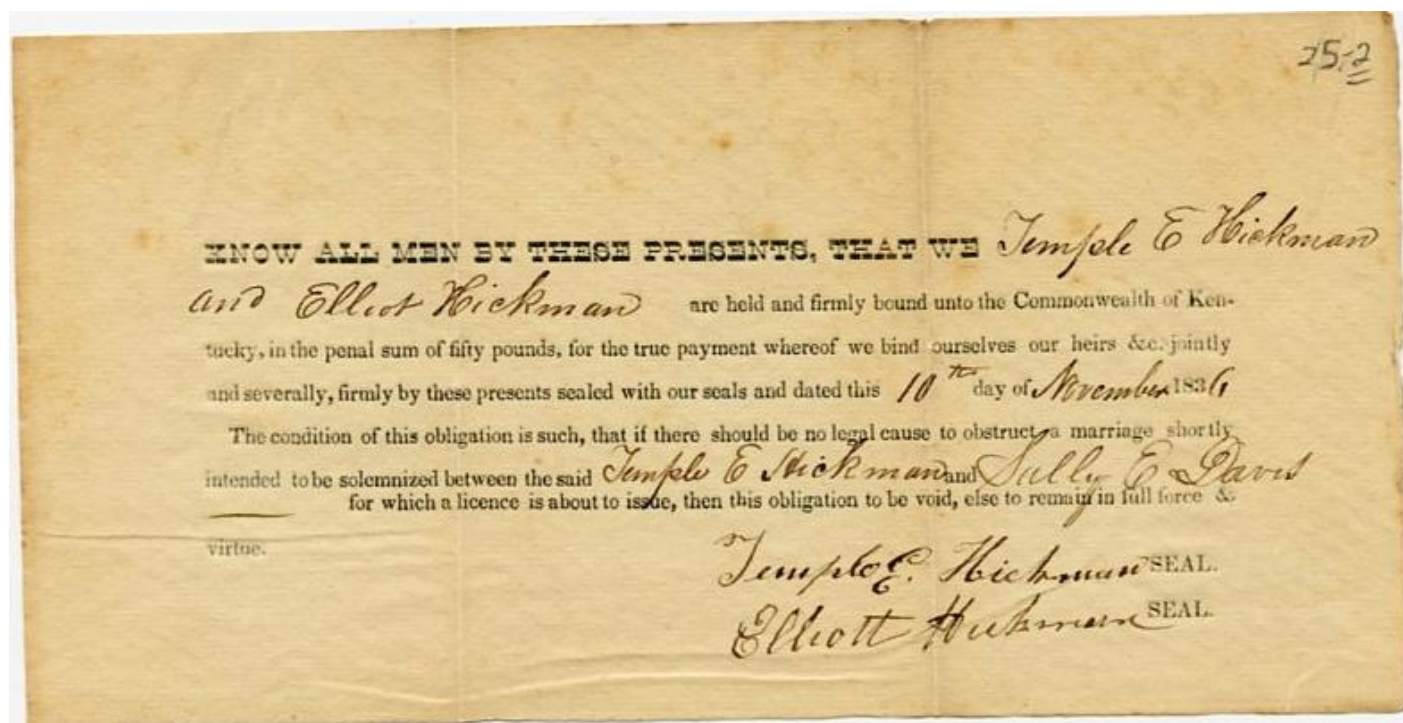 25-2
KNOW ALL MEN BY THESE PRESENTS, THAT WE Temple E Hickman
and Elliot Hickman are held and firmly bound unto the Commonwealth of Ken-
tucky, in the penal sum of fifty pounds, for the true payment whereof we bind ourselves our heirs &c. jointly
and severally, firmly by these presents sealed with our seals and dated this 10th day of November 1836
The condition of this obligation is such, that if there should be no legal cause to obstruct a marriage shortly
intended to be solemnized between the said Temple E Hickman and Sally E Davis
for which a licence is about to issue, then this obligation to be void, else to remain in full force &
virtue.
Temple E. Hickman SEAL.
Elliott Hickman SEAL.